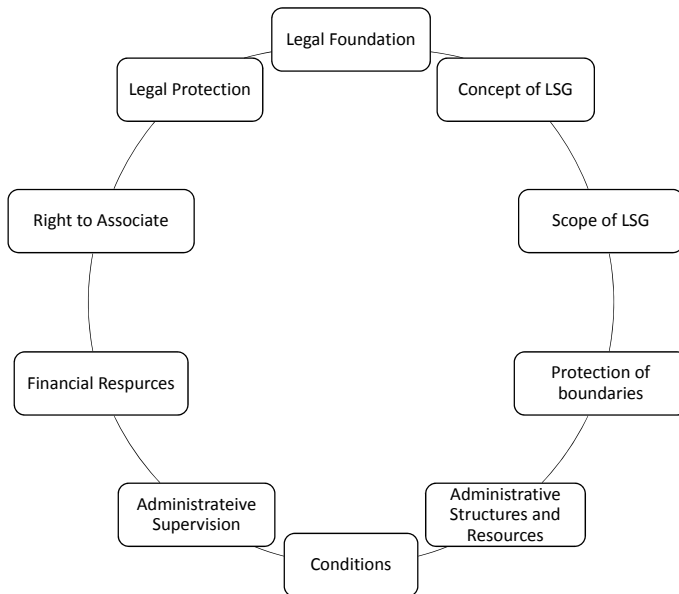 Legal Foundation
Concept of LSG
Scope of LSG
Protection of
boundaries
Administrative
Structures and
Resources
Conditions
Administrateive
Supervision
Financial Respurces
Right to Associate
Legal Protection